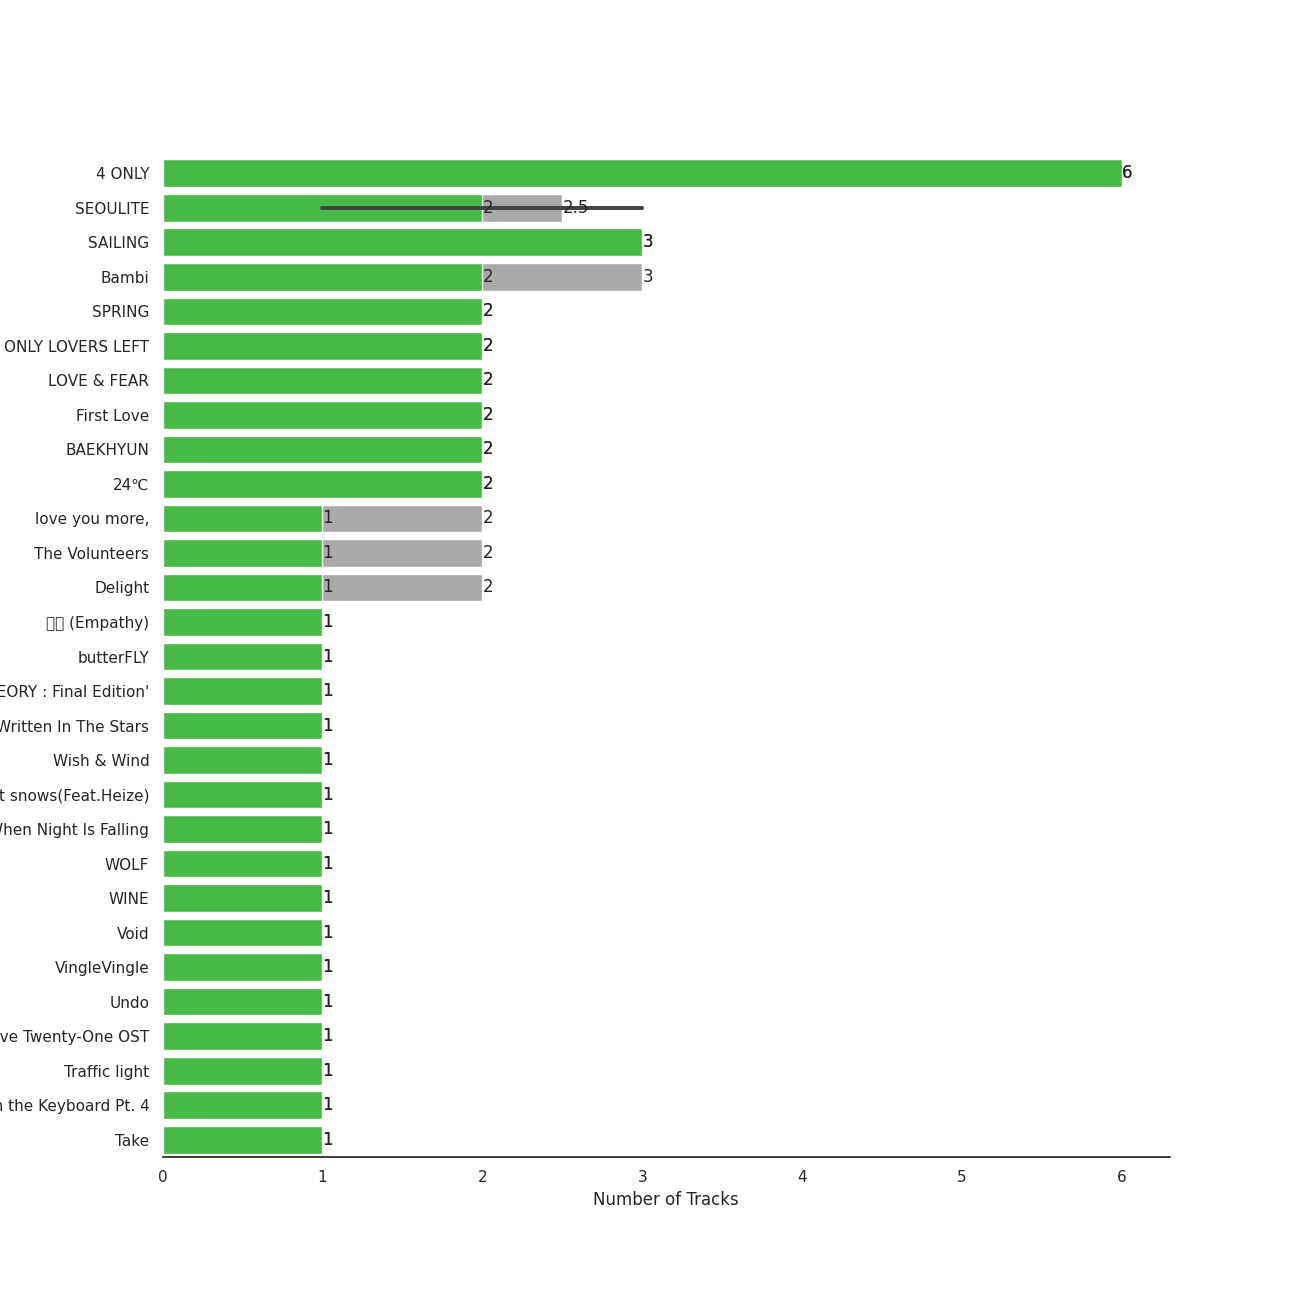 4 ONLY 6
SEOULITE 2 2.5
SAILING 3
Bambi 2 3
SPRING 2
ONLY LOVERS LEFT 2
LOVE & FEAR 2
First Love 2
BAEKHYUN 2
24℃ 2
love you more, 1 2
The Volunteers 1 2
Delight 1 2
(Empathy) 1
butterFLY 1
: Final Edition' 1
Written In The Stars 1
Wish & Wind 1
snows(Feat.Heize) 1
When Night Is Falling 1
WOLF 1
WINE 1
Void 1
VingleVingle 1
Undo 1
Twenty-One OST 1
Traffic light 1
the Keyboard Pt. 4 1
Take 1
0 1 2 3 4 5 6
Number of Tracks